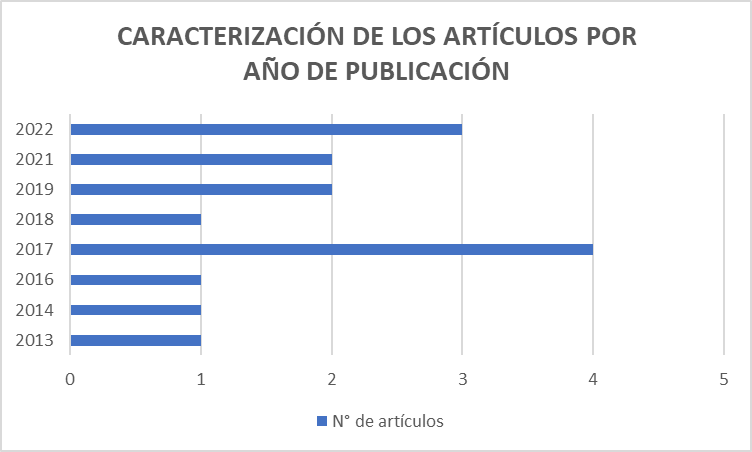 CARACTERIZACIÓN DE LOS ARTÍCULOS POR
AÑO DE PUBLICACIÓN
2022
2021
2019
2018
2017
2016
2014
2013
0 1 2 3 4 5
N° de artículos